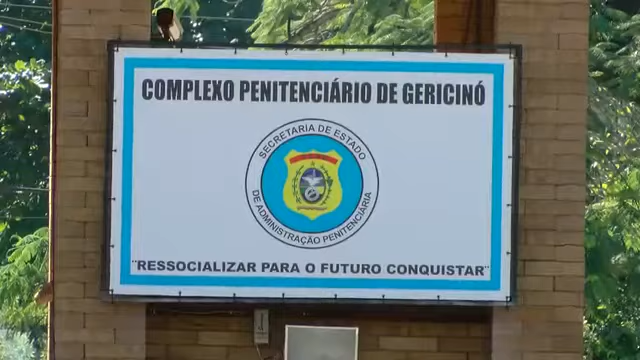 COMPLEXO PENITENCIÁRIO DE GERICINÓ
SECRETARIA DE ESTADO
DE ADMINISTRAÇÃO PENITENCIÁRIA
"RESSOCIALIZAR PARA O FUTURO CONQUISTAR"